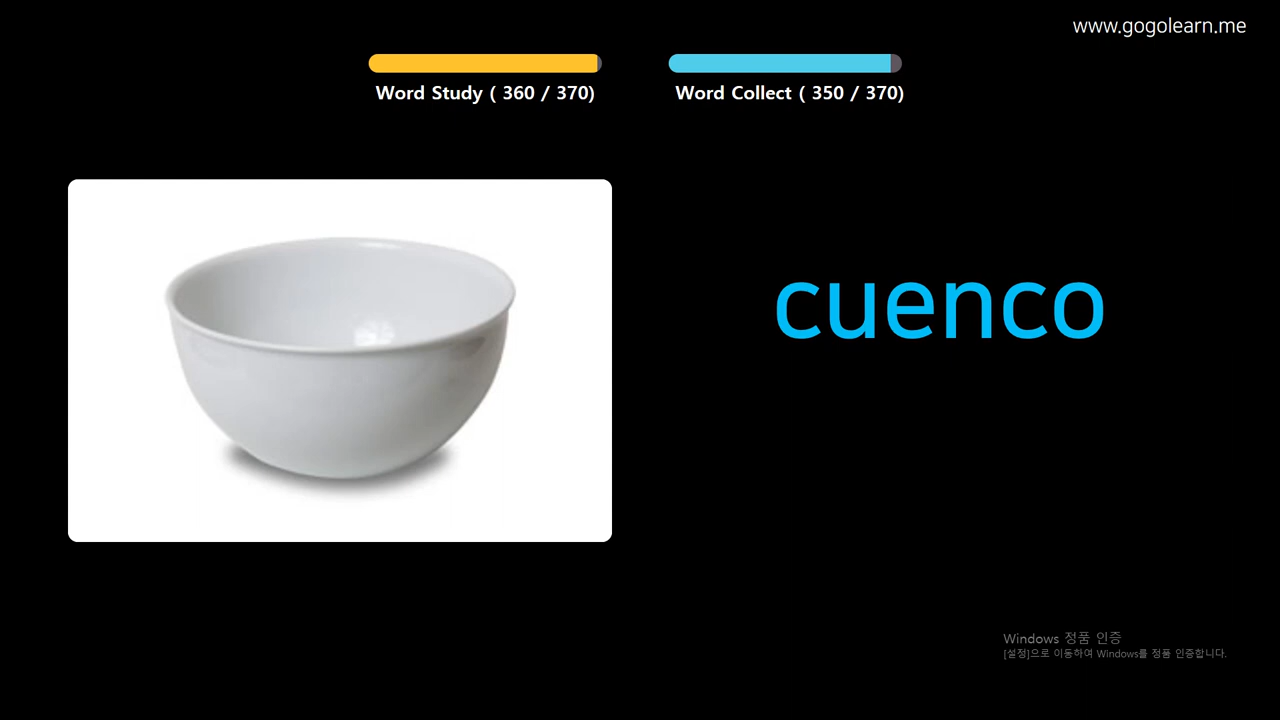 www.gogolearn.me
Word Study ( 360 / 370)
Word Collect ( 350 / 370)
cuenco
Windows 정품 인증
[설정]으로 이동하여 Windows를 정품 인증합니다.